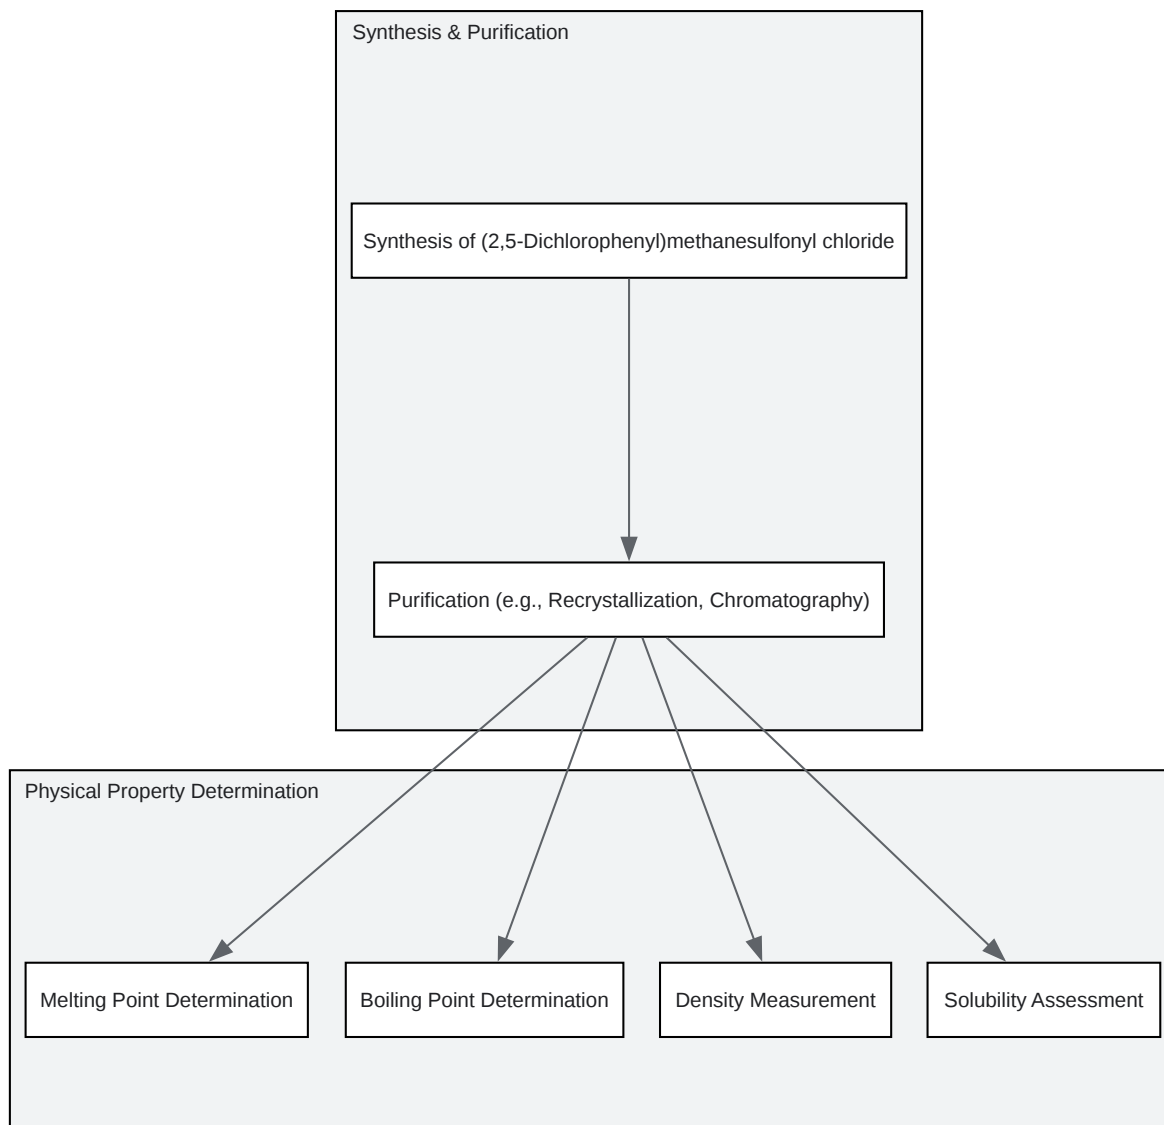 Synthesis & Purification
Synthesis of (2,5-Dichlorophenyl)methanesulfonyl chloride
Purification (e.g., Recrystallization, Chromatography)
Physical Property Determination
Melting Point Determination
Boiling Point Determination
Density Measurement
Solubility Assessment